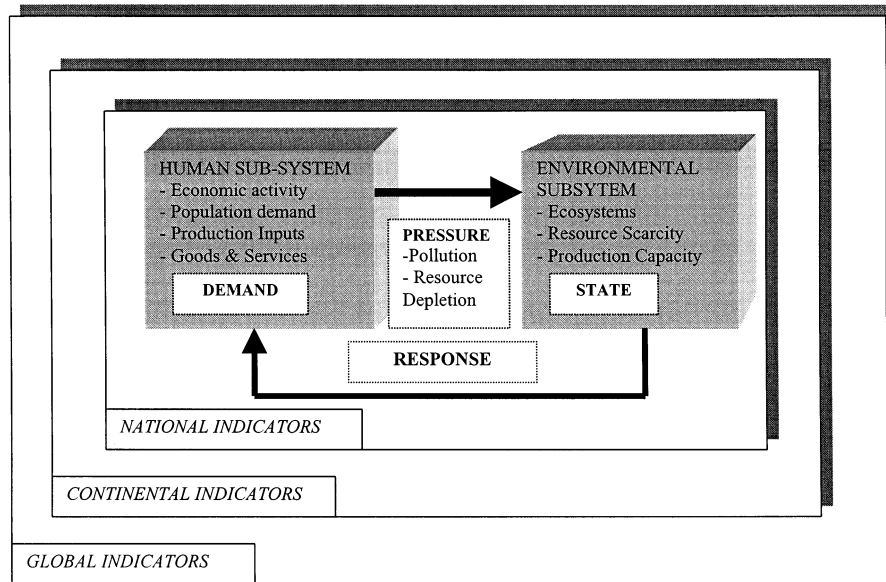 HUMAN SUB-SYSTEM
- Economic activity
- Population demand
- Production Inputs
- Goods & Services
DEMAND
PRESSURE
-Pollution
- Resource
Depletion
ENVIRONMENTAL
SUBSYTEM
- Ecosystems
- Resource Scarcity
- Production Capacity
STATE
RESPONSE
NATIONAL INDICATORS
CONTINENTAL INDICATORS
GLOBAL INDICATORS